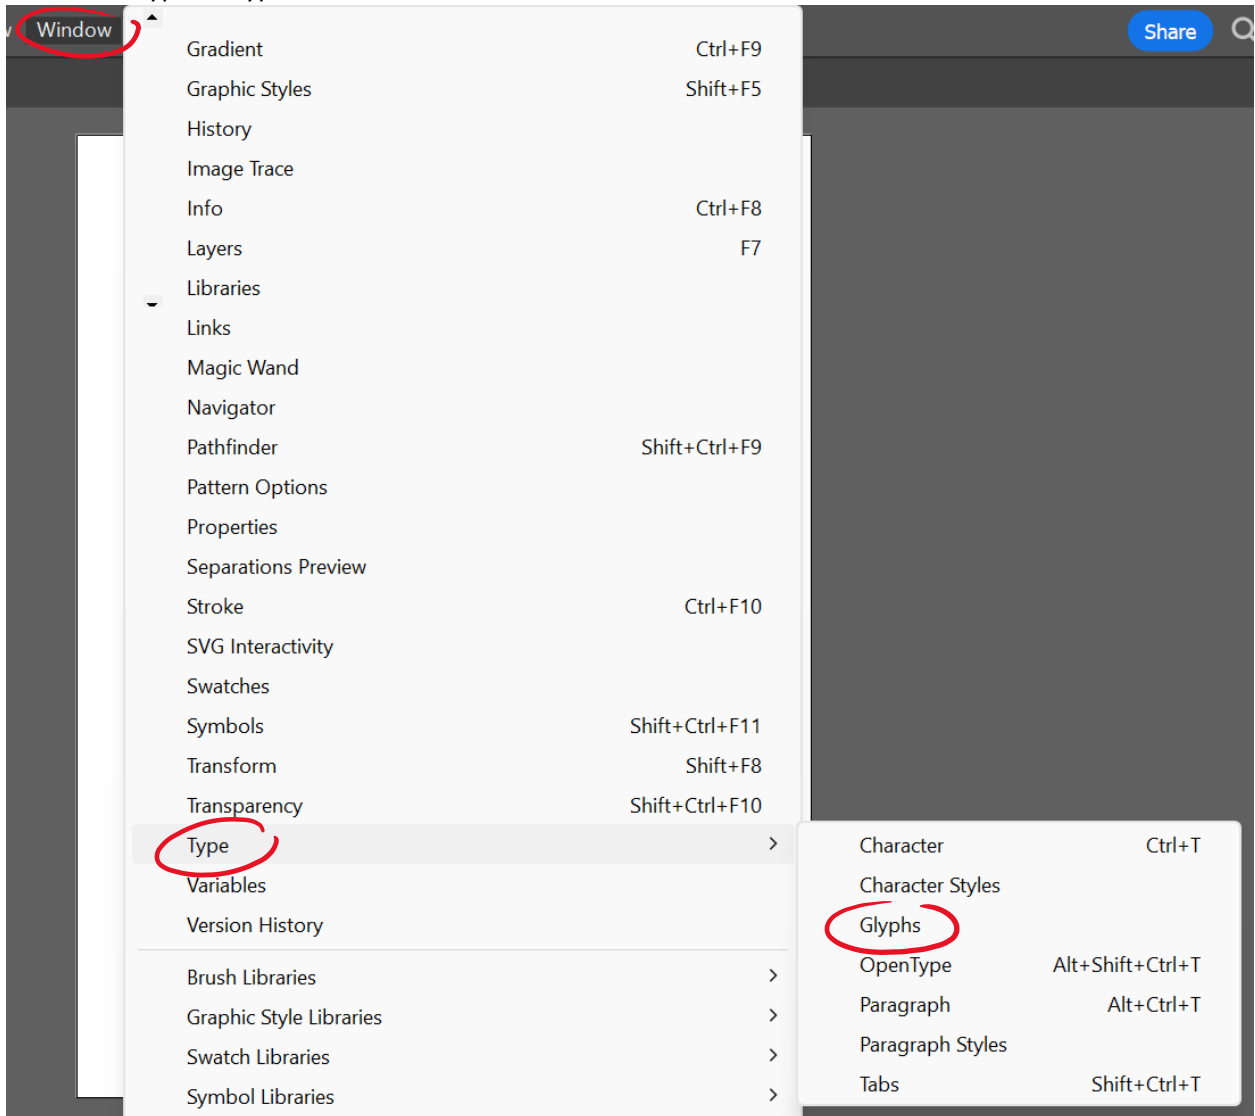 Window
Share
Gradient Ctrl+F9
Graphic Styles Shift+F5
History
Image Trace
Info Ctrl+F8
Layers F7
Libraries
Links
Magic Wand
Navigator
Pathfinder Shift+Ctrl+F9
Pattern Options
Properties
Separations Preview
Stroke Ctrl+F10
SVG Interactivity
Swatches
Symbols Shift+Ctrl+F11
Transform Shift+F8
Transparency Shift+Ctrl+F10
Type
Variables
Version History
Brush Libraries
Graphic Style Libraries
Swatch Libraries
Symbol Libraries
Character Ctrl+T
Character Styles
Glyphs
OpenType Alt+Shift+Ctrl+T
Paragraph Alt+Ctrl+T
Paragraph Styles
Tabs Shift+Ctrl+T